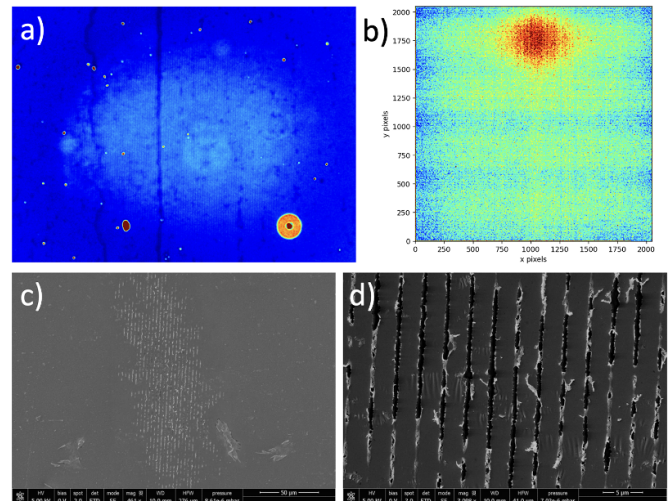 a)
b)
2000
1750
1500
1250
1000
750
500
250
0
y pixels
0 250 500 750 1000 1250 1500 1750 2000
x pixels
c)
d)
HV bias spot det mode mag WD HFW pressure
50 μm
HV bias spot det mode mag WD HFW pressure
5 μm